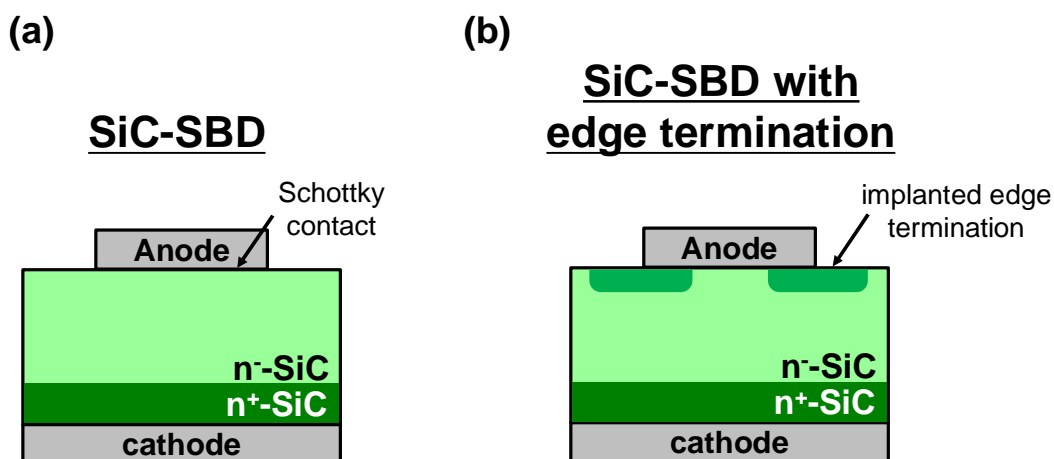 (a)
SiC-SBD
Schottky
contact
Anode
n⁻-SiC
n⁺-SiC
cathode
(b)
SiC-SBD with
edge termination
implanted edge
termination
Anode
n⁻-SiC
n⁺-SiC
cathode